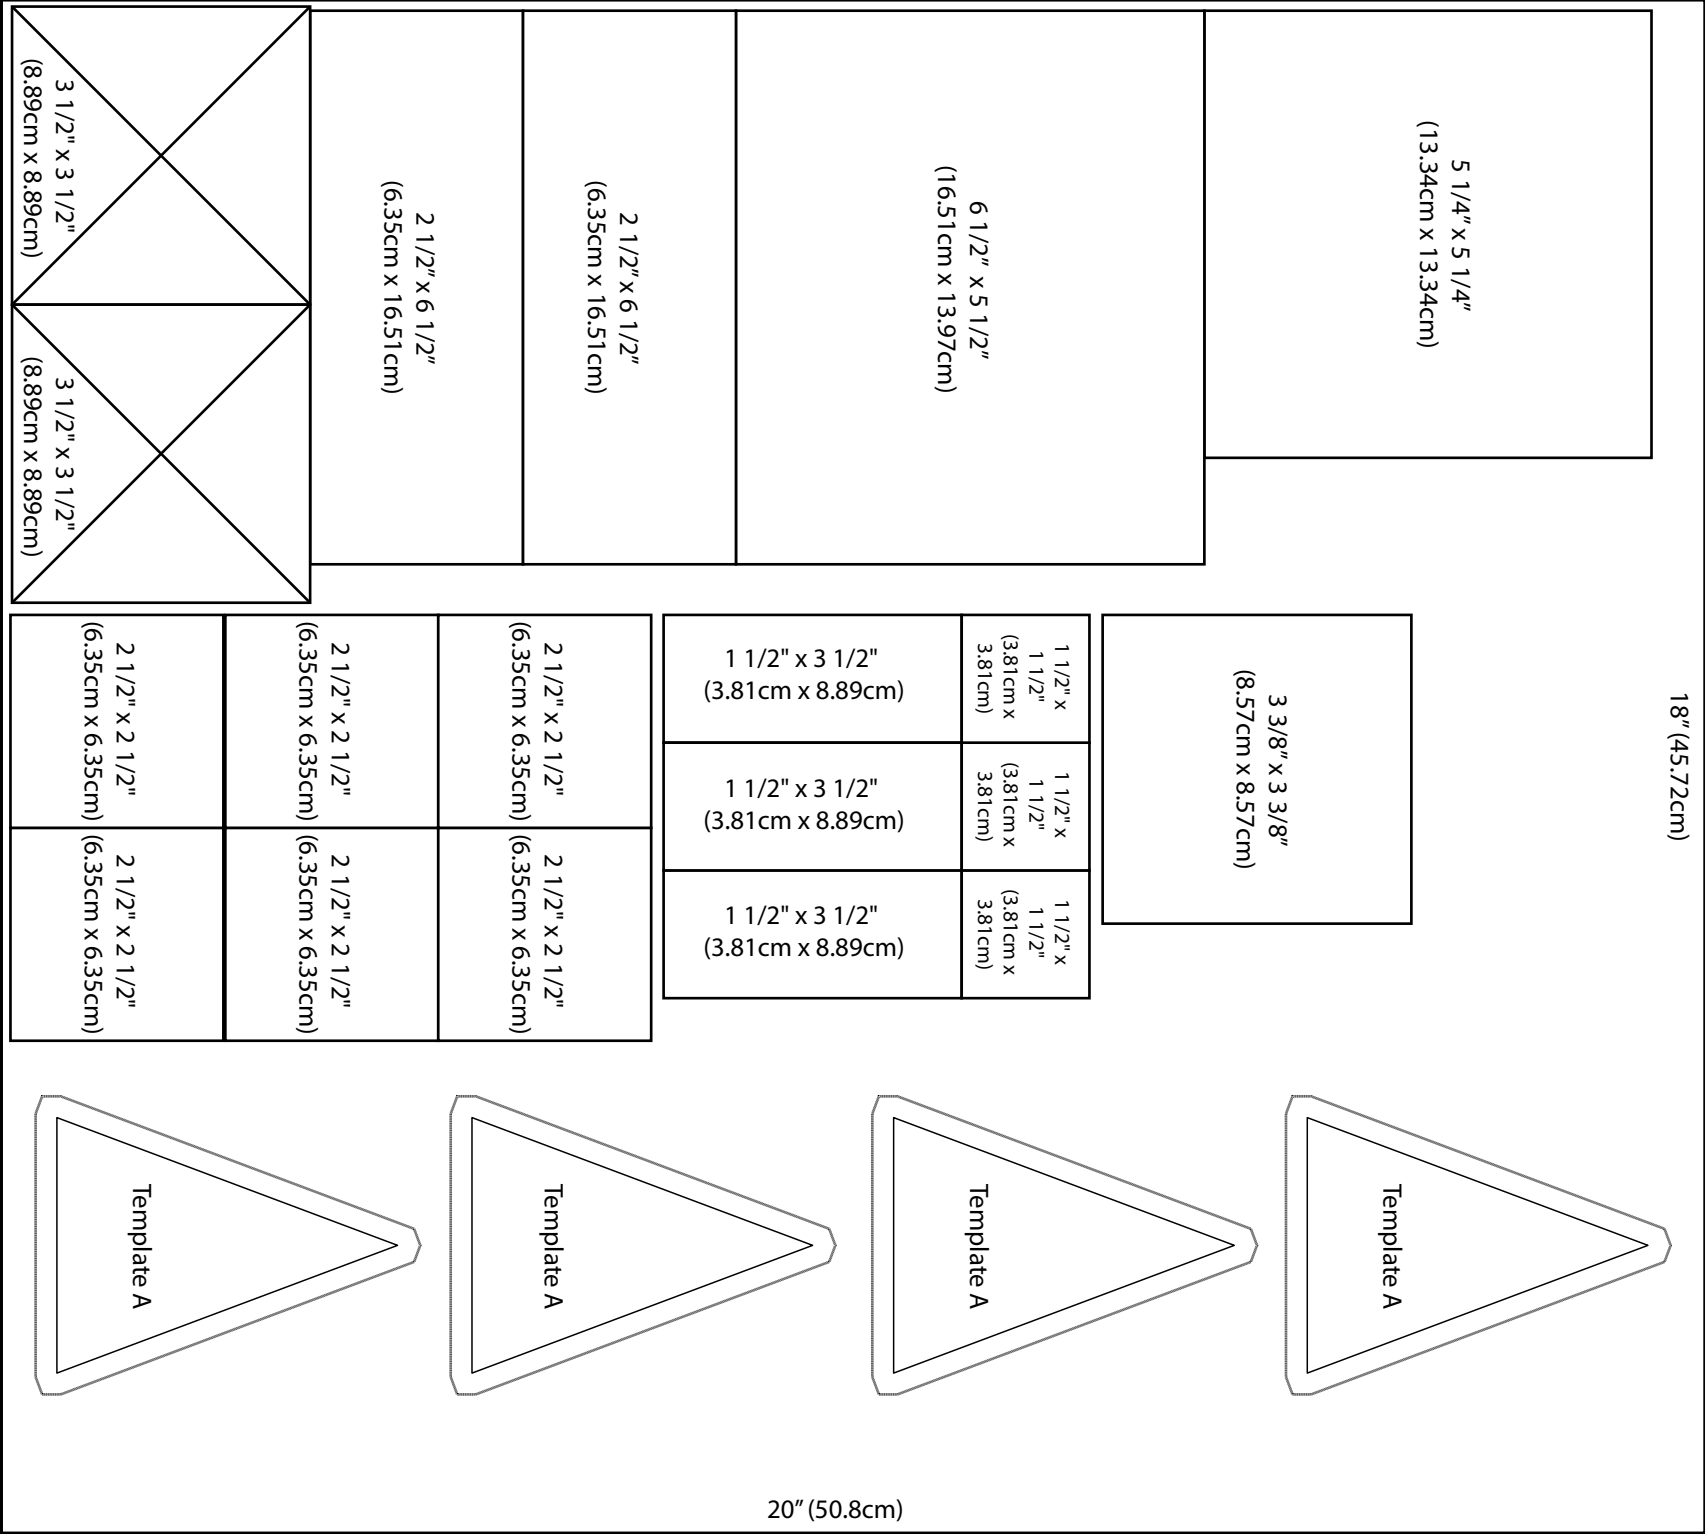 3 1/2" x 3 1/2"
(8.89cm x 8.89cm)
3 1/2" x 3 1/2"
(8.89cm x 8.89cm)
2 1/2” x 6 1/2”
(6.35cm x 16.51cm)
2 1/2” x 6 1/2”
(6.35cm x 16.51cm)
6 1/2” x 5 1/2”
(16.51cm x 13.97cm)
5 1/4” x 5 1/4”
(13.34cm x 13.34cm)
2 1/2" x 2 1/2"
(6.35cm x 6.35cm)
2 1/2" x 2 1/2"
(6.35cm x 6.35cm)
2 1/2" x 2 1/2"
(6.35cm x 6.35cm)
2 1/2" x 2 1/2"
(6.35cm x 6.35cm)
2 1/2" x 2 1/2"
(6.35cm x 6.35cm)
2 1/2" x 2 1/2"
(6.35cm x 6.35cm)
1 1/2" x 3 1/2"
(3.81cm x 8.89cm)
1 1/2" x
1 1/2"
(3.81cm x
3.81cm)
1 1/2" x 3 1/2"
(3.81cm x 8.89cm)
1 1/2" x
1 1/2"
(3.81cm x
3.81cm)
1 1/2" x 3 1/2"
(3.81cm x 8.89cm)
1 1/2" x
1 1/2"
(3.81cm x
3.81cm)
3 3/8” x 3 3/8”
(8.57cm x 8.57cm)
18” (45.72cm)
Template A
Template A
Template A
Template A
20” (50.8cm)